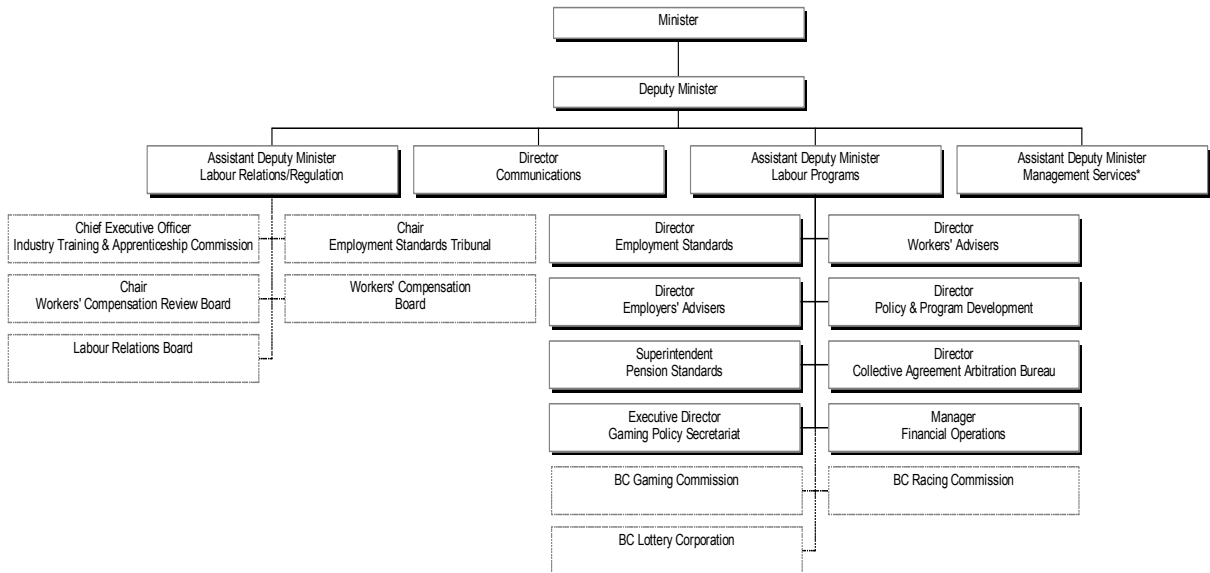 Minister
Deputy Minister
Assistant Deputy Minister
Labour Relations/Regulation
Director
Communications
Assistant Deputy Minister
Labour Programs
Assistant Deputy Minister
Management Services*
Chief Executive Officer
Industry Training & Apprenticeship Commission
Chair
Employment Standards Tribunal
Chair
Workers' Compensation Review Board
Workers' Compensation
Board
Labour Relations Board
Director
Employment Standards
Director
Workers' Advisers
Director
Employers' Advisers
Director
Policy & Program Development
Superintendent
Pension Standards
Director
Collective Agreement Arbitration Bureau
Executive Director
Gaming Policy Secretariat
Manager
Financial Operations
BC Gaming Commission
BC Racing Commission
BC Lottery Corporation